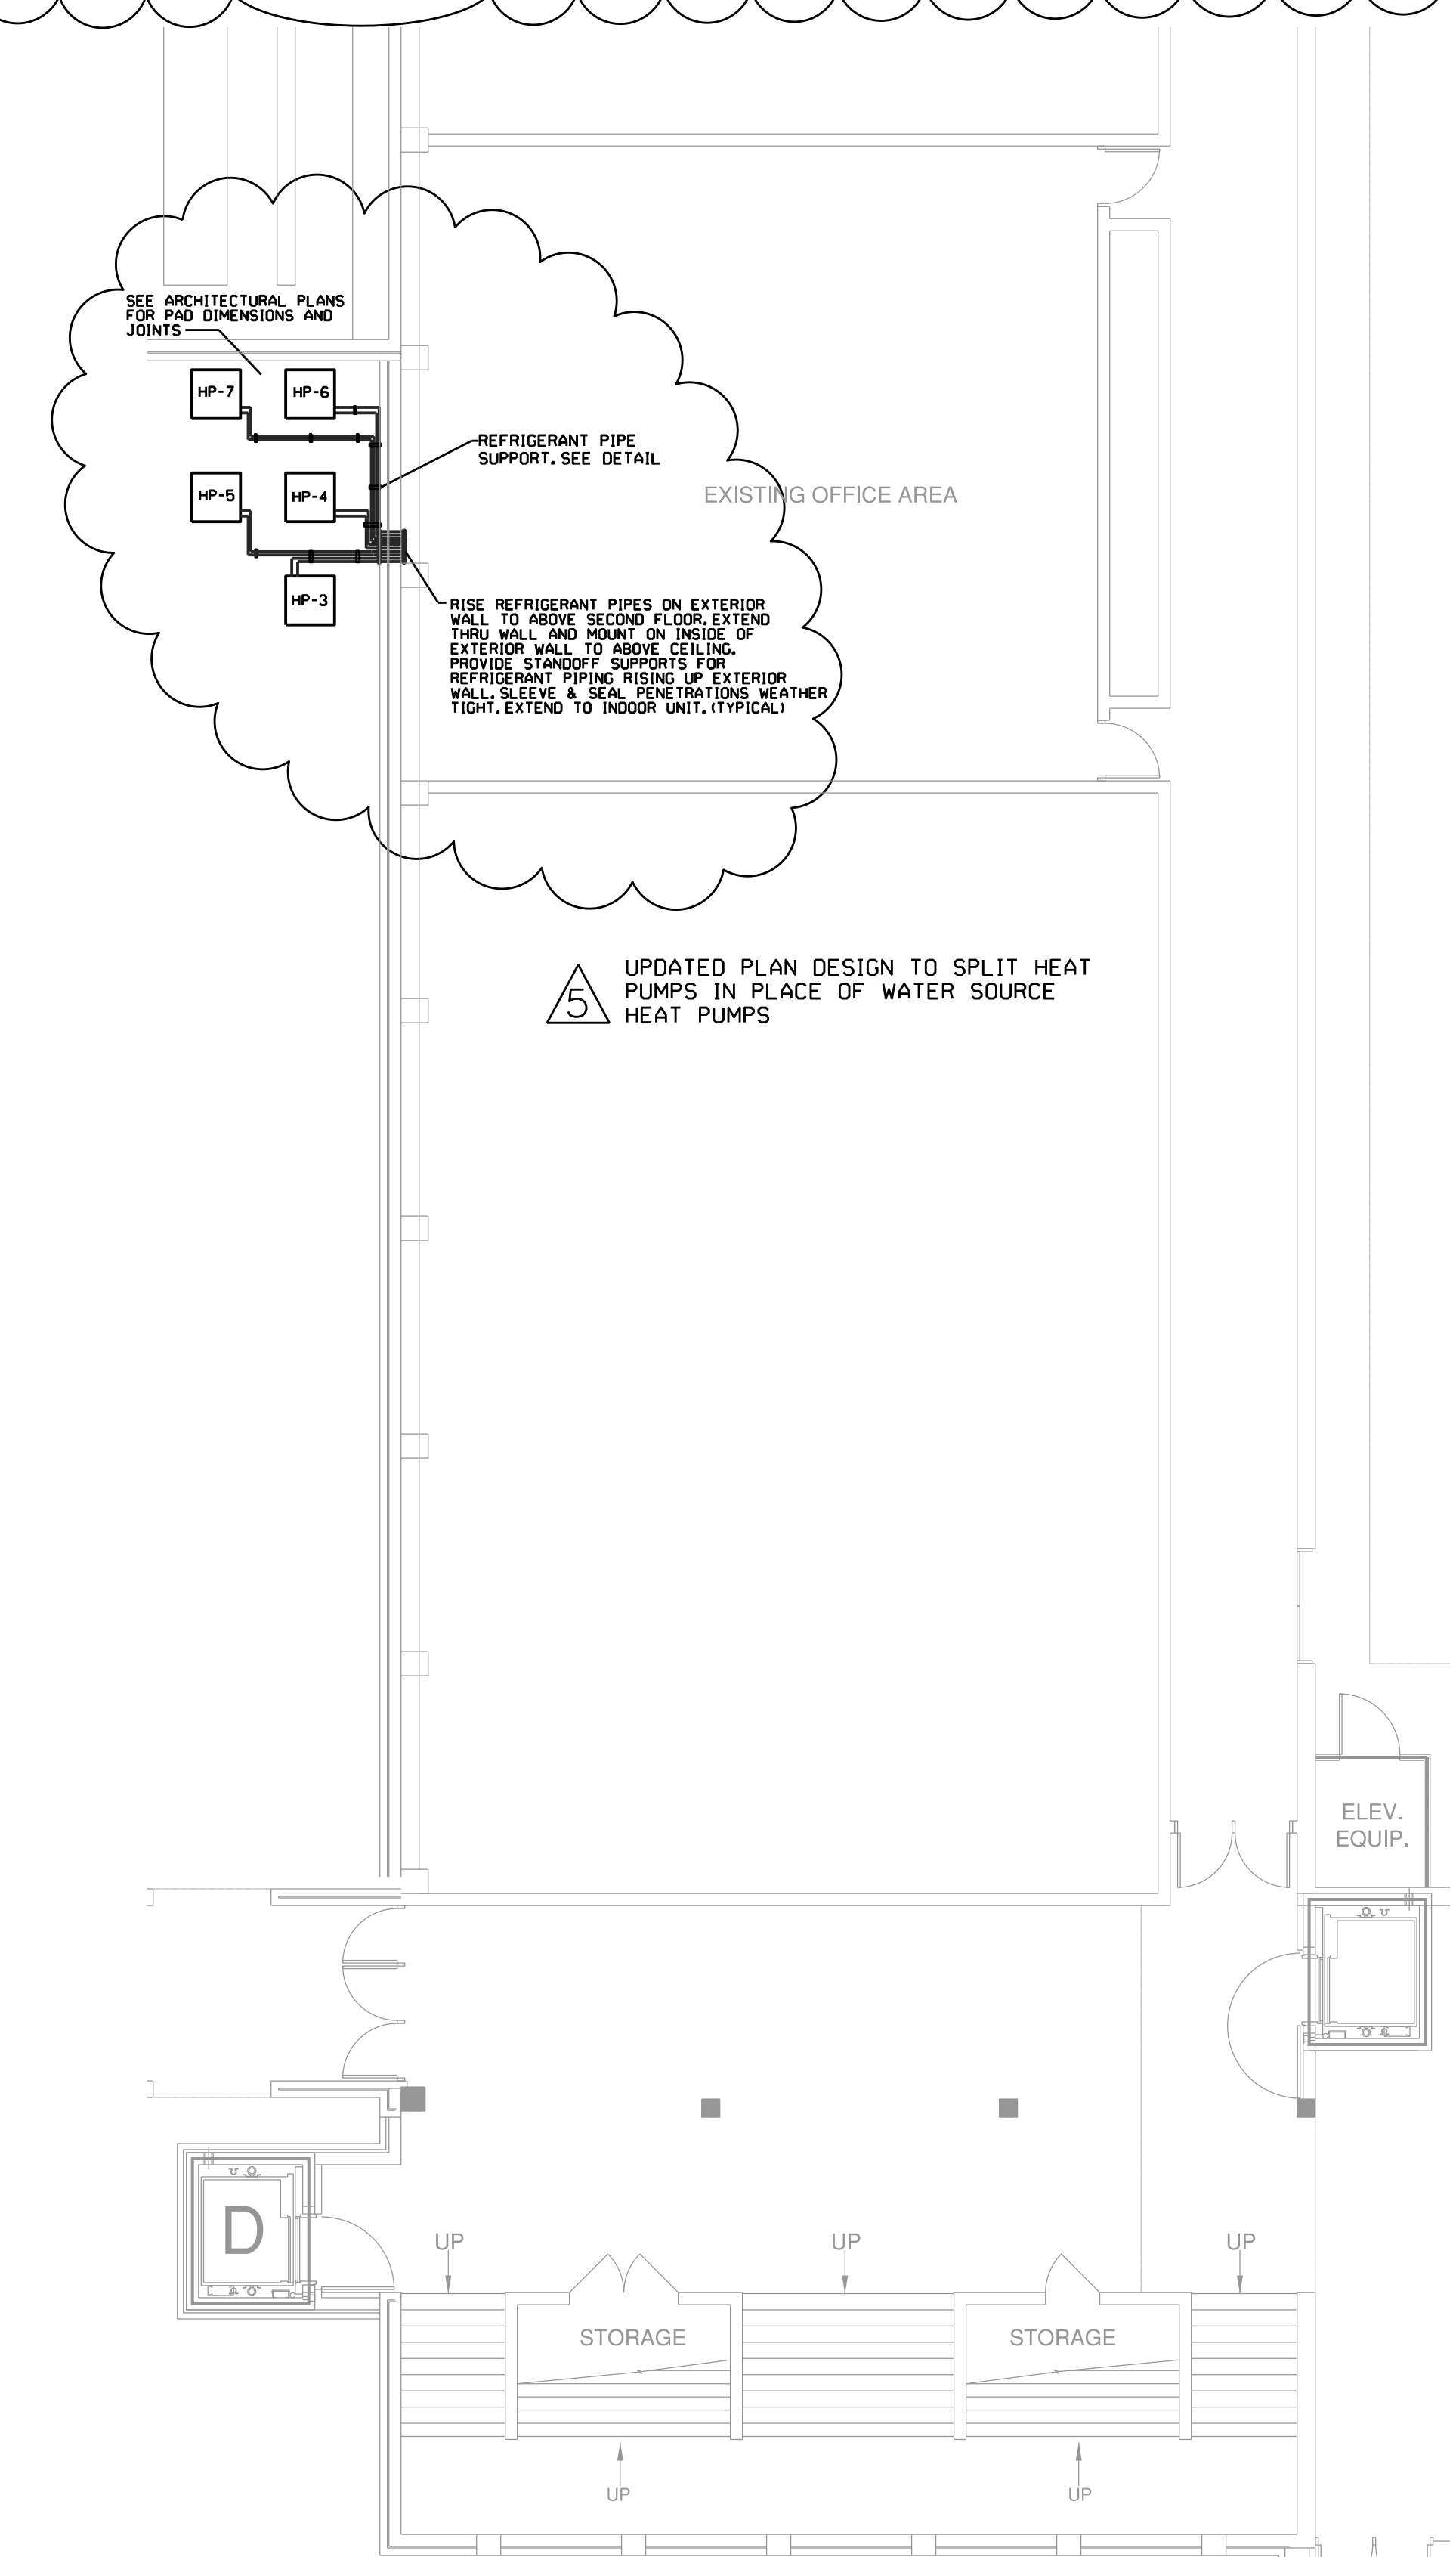 SEE ARCHITECTURAL PLANS
FOR PAD DIMENSIONS AND
JOINTS
HP-7
HP-6
REFRIGERANT PIPE
SUPPORT. SEE DETAIL
HP-5
HP-4
EXISTING OFFICE AREA
HP-3
RISE REFRIGERANT PIPES ON EXTERIOR
WALL TO ABOVE SECOND FLOOR. EXTEND
THRU WALL AND MOUNT ON INSIDE OF
EXTERIOR WALL TO ABOVE CEILING.
PROVIDE STANDOFF SUPPORTS FOR
REFRIGERANT PIPING RISING UP EXTERIOR
WALL. SLEEVE & SEAL PENETRATIONS WEATHER
TIGHT. EXTEND TO INDOOR UNIT. (TYPICAL)
5
UPDATED PLAN DESIGN TO SPLIT HEAT
PUMPS IN PLACE OF WATER SOURCE
HEAT PUMPS
ELEV.
EQUIP.
D
UP
UP
UP
STORAGE
STORAGE
UP
UP